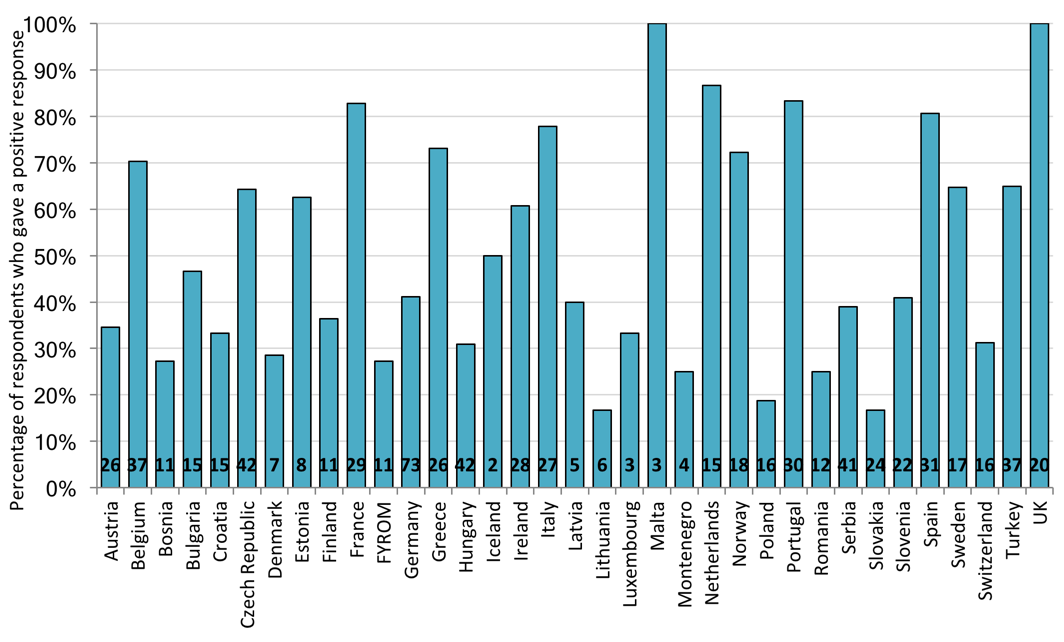 Percentage of respondents who gave a positive response
100%
90%
80%
70%
60%
50%
40%
30%
20%
10%
0%
26 37 11 15 15 42 7 8 11 29 11 73 26 42 2 28 27 5 6 3 3 4 15 18 16 30 12 41 24 22 31 17 16 37 20
Austria
Belgium
Bosnia
Bulgaria
Croatia
Czech Republic
Denmark
Estonia
Finland
France
FYROM
Germany
Greece
Hungary
Iceland
Ireland
Italy
Latvia
Lithuania
Luxembourg
Malta
Montenegro
Netherlands
Norway
Poland
Portugal
Romania
Serbia
Slovakia
Slovenia
Spain
Sweden
Switzerland
Turkey
UK